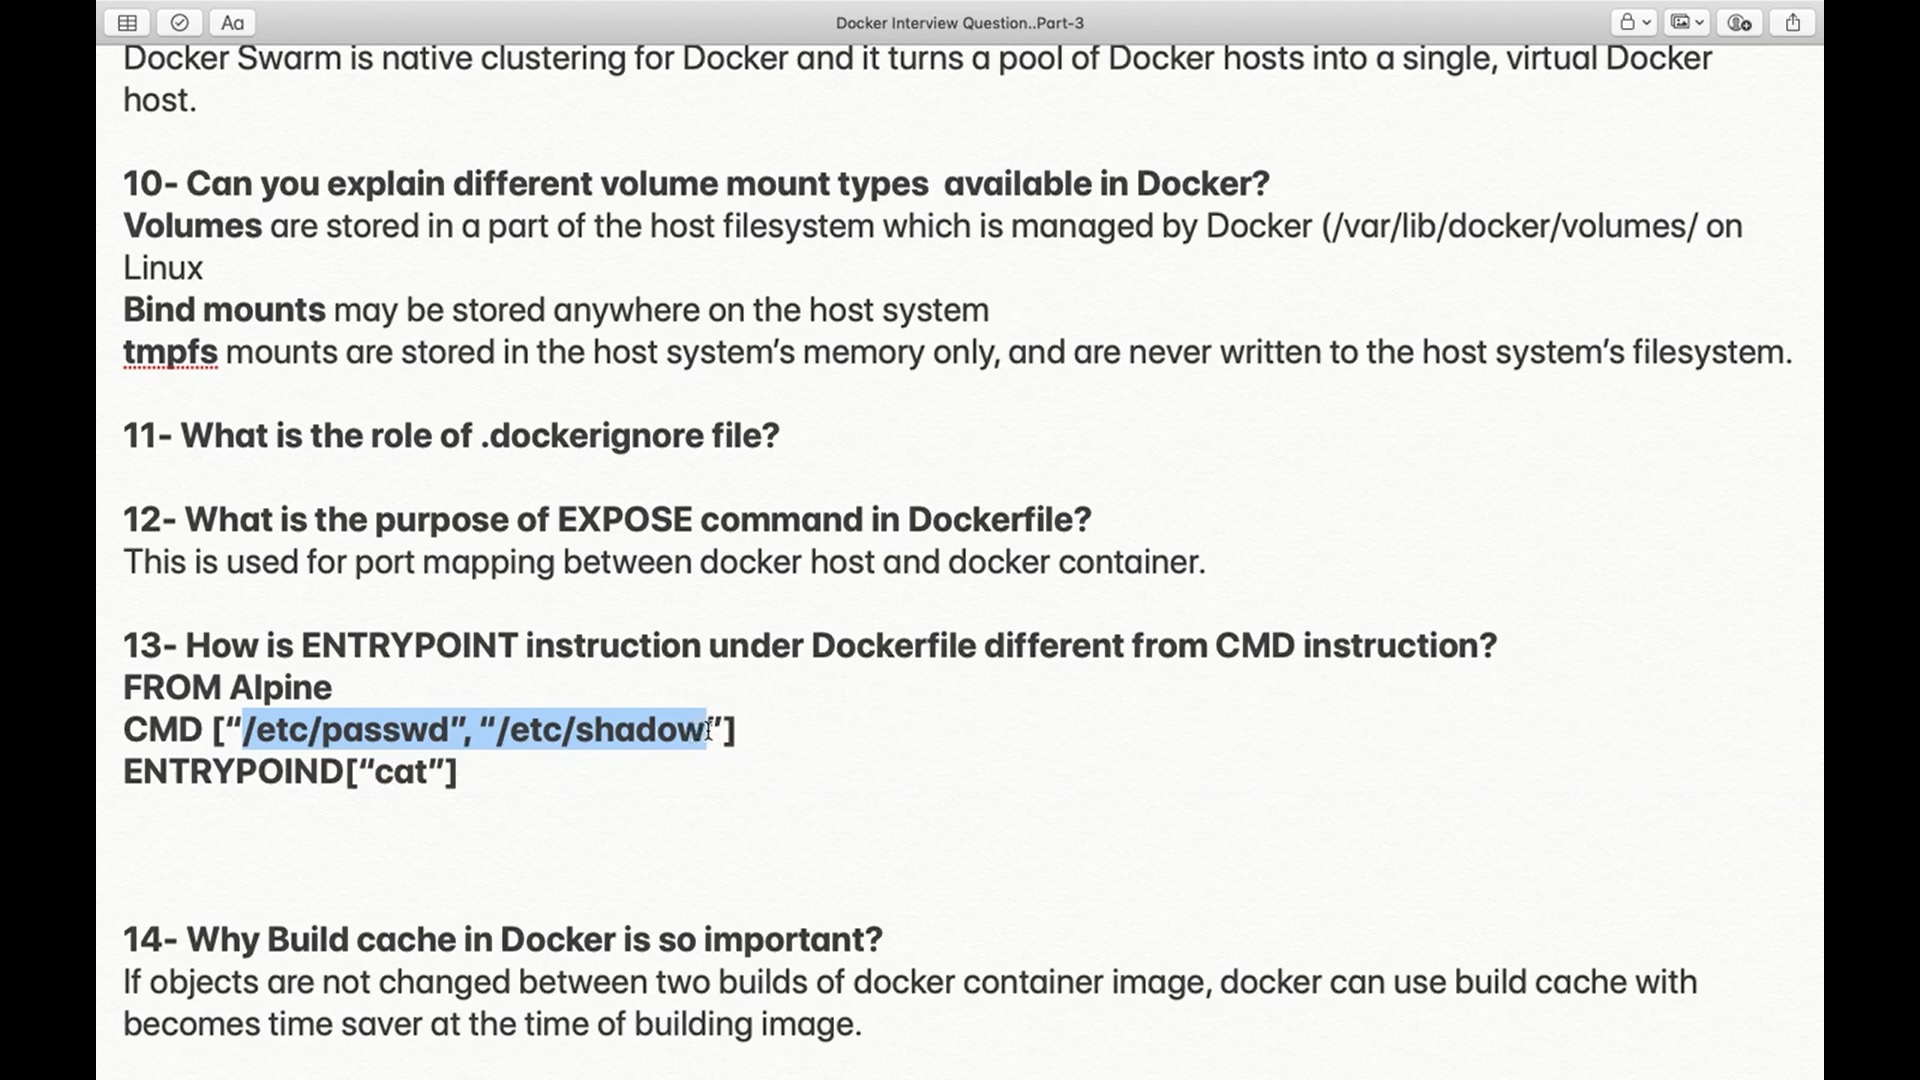 Aa
Docker Interview Question..Part-3
Docker Swarm is native clustering for Docker and it turns a pool of Docker hosts into a single, virtual Docker
host.
10- Can you explain different volume mount types  available in Docker?
Volumes are stored in a part of the host filesystem which is managed by Docker (/var/lib/docker/volumes/ on
Linux
Bind mounts may be stored anywhere on the host system
tmpfs mounts are stored in the host system’s memory only, and are never written to the host system’s filesystem.
11- What is the role of .dockerignore file?
12- What is the purpose of EXPOSE command in Dockerfile?
This is used for port mapping between docker host and docker container.
13- How is ENTRYPOINT instruction under Dockerfile different from CMD instruction?
FROM Alpine
CMD [“/etc/passwd”, “/etc/shadow”]
ENTRYPOIND[“cat”]
14- Why Build cache in Docker is so important?
If objects are not changed between two builds of docker container image, docker can use build cache with
becomes time saver at the time of building image.